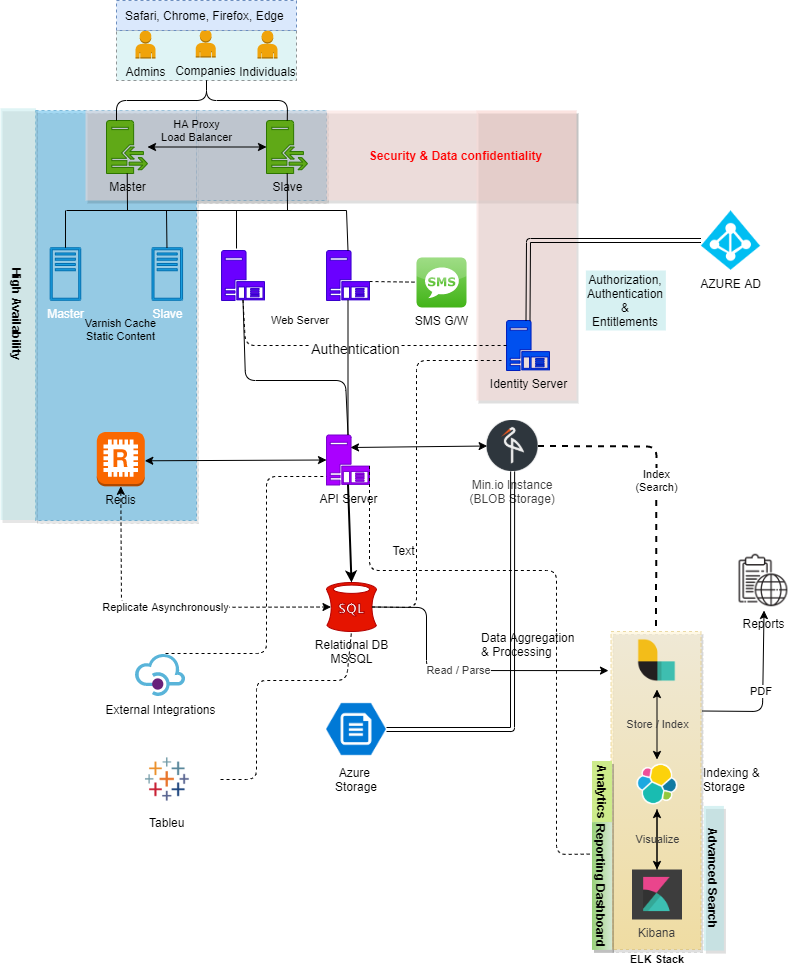 Safari, Chrome, Firefox, Edge
Admins
Companies
Individuals
HA Proxy
Load Balancer
Master
Slave
Security & Data confidentiality
High Availability
Master
Slave
Varnish Cache
Static Content
Web Server
SMS
SMS G/W
AZURE AD
Authorization,
Authentication
&
Entitlements
Authentication
Identity Server
R
Redis
API Server
Min.io Instance
(BLOB Storage)
Index
(Search)
Text
Replicate Asynchronously
SQL
Relational DB
MSSQL
Data Aggregation
& Processing
Read / Parse
Reports
PDF
External Integrations
Azure
Storage
Tableu
Store / Index
Indexing &
Storage
Visualize
Analytics Reporting Dashboard
Advanced Search
Kibana
ELK Stack